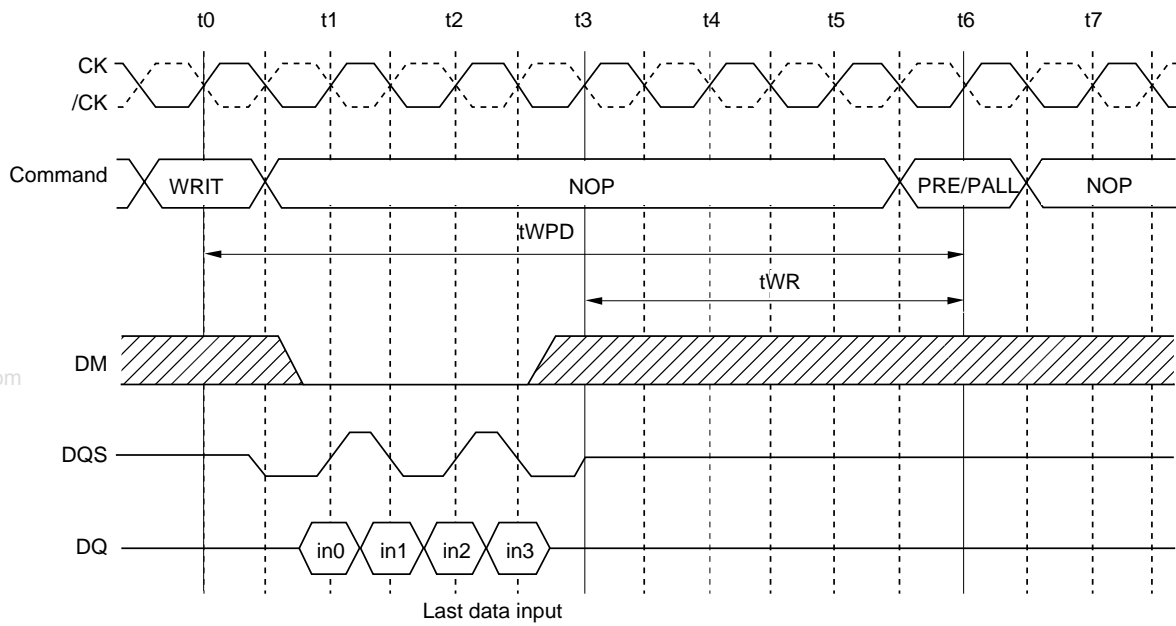 t0 t1 t2 t3 t4 t5 t6 t7
CK
/CK
Command WRIT NOP PRE/PALL NOP
tWPD
tWR
DM
om
DQS
DQ in0 in1 in2 in3
Last data input